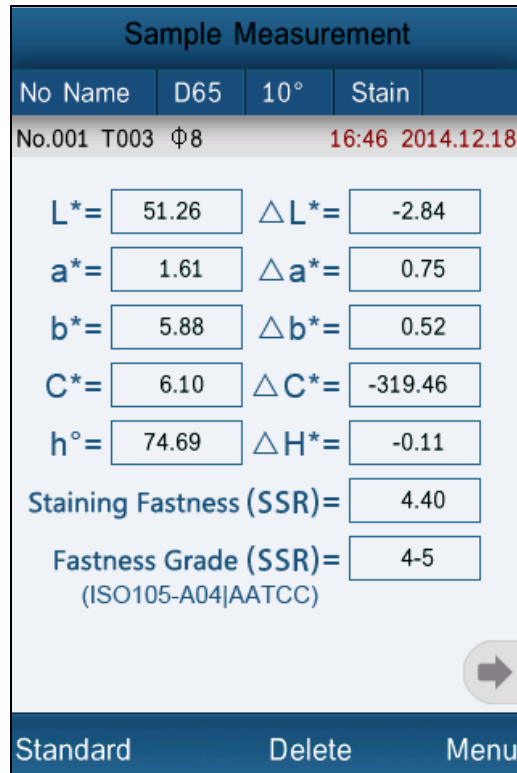 Sample Measurement
No Name D65 10° Stain
No.001 T003 Φ8 16:46 2014.12.18
L*= 51.26 △L*= -2.84
a*= 1.61 △a*= 0.75
b*= 5.88 △b*= 0.52
C*= 6.10 △C*= -319.46
h°= 74.69 △H*= -0.11
Staining Fastness (SSR)= 4.40
Fastness Grade (SSR)= 4-5
(ISO105-A04|AATCC)
Standard Delete Menu